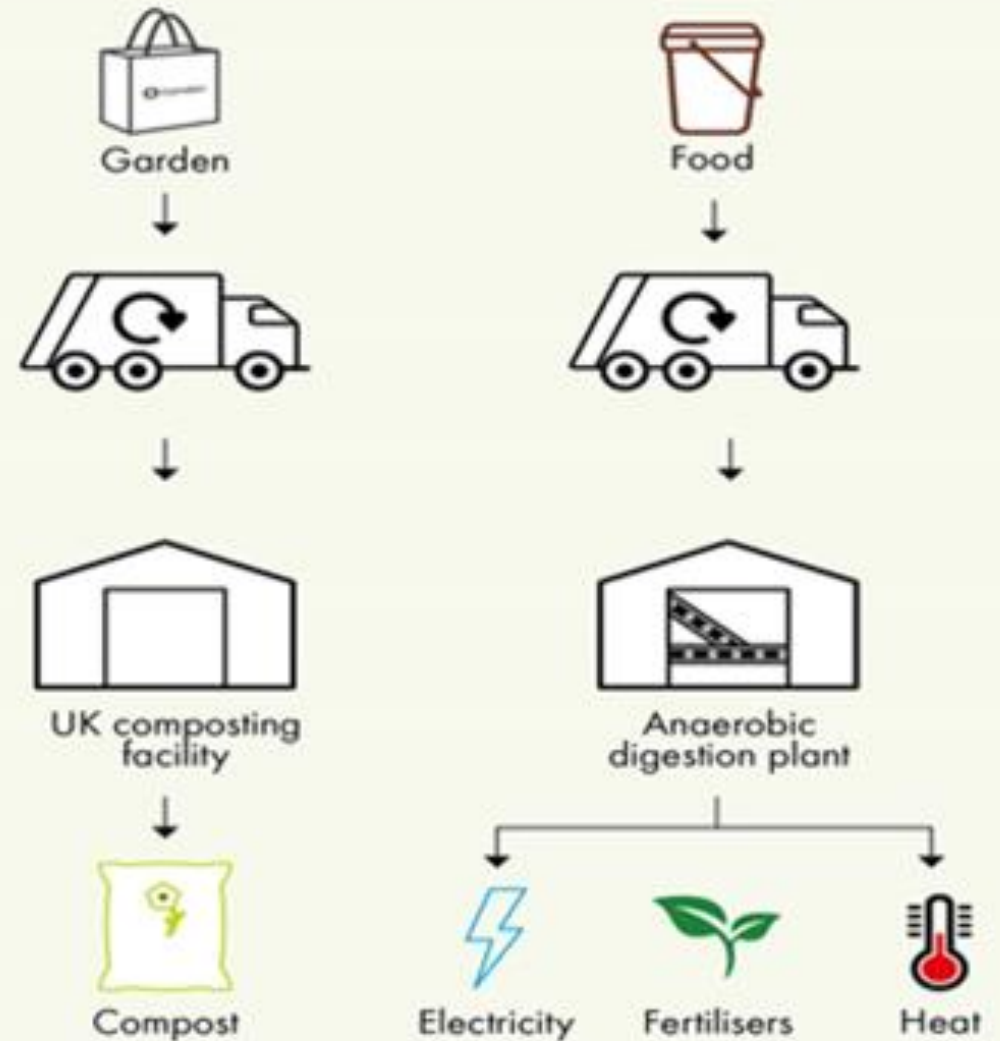 Garden
Food
UK composting
facility
Anaerobic
digestion plant
Compost
Electricity
Fertilisers
Heat